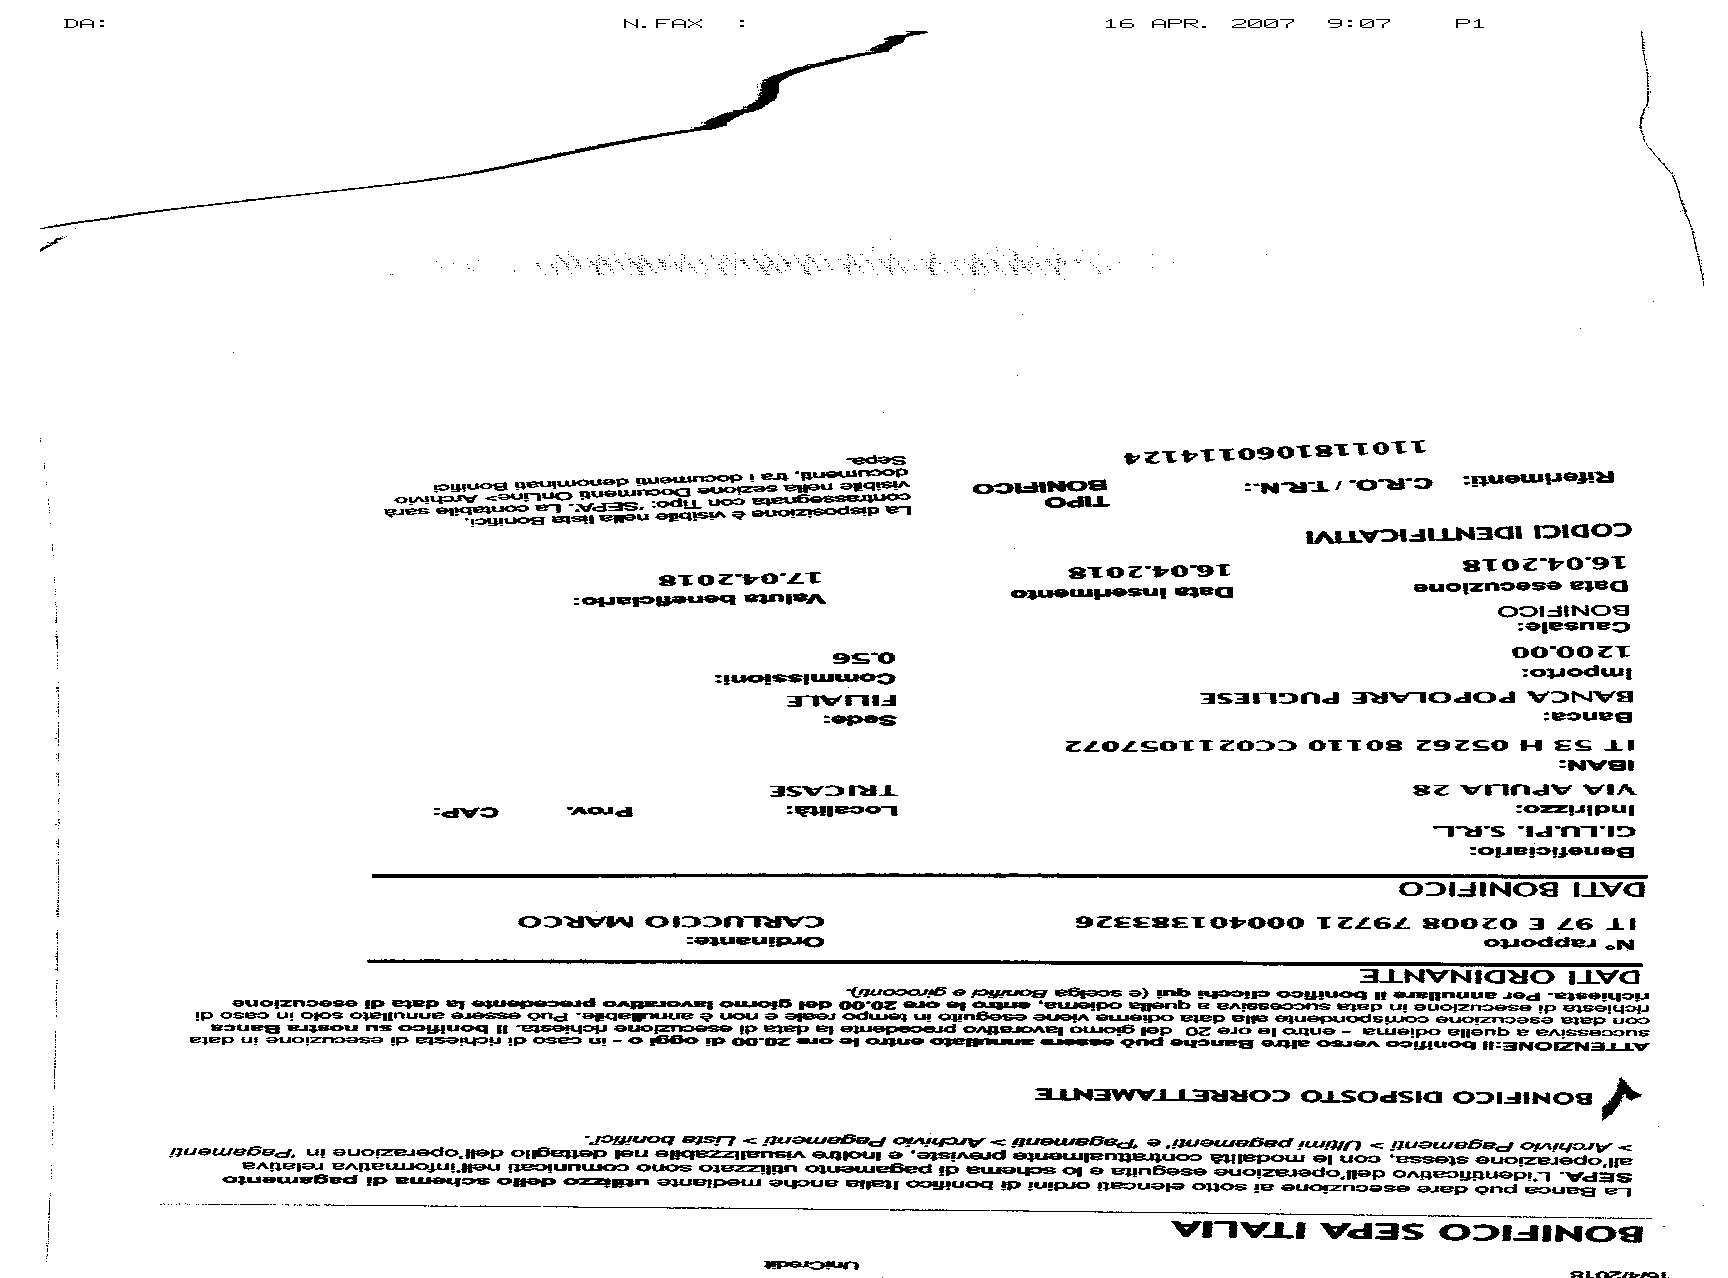 DA: N.FAX : 16 APR. 2007 9:07 P1
16/4/2018 UniCredit
BONIFICO SEPA ITALIA
La Banca può dare esecuzione ai sotto elencati ordini di bonifico Italia anche mediante utilizzo dello schema di pagamento
SEPA. L'identificativo dell'operazione eseguita e lo schema di pagamento utilizzato sono comunicati nell'informativa relativa
all'operazione stessa, con le modalità contrattualmente previste, e inoltre visualizzabile nel dettaglio dell'operazione in 'Pagamenti
> Archivio Pagamenti > Ultimi pagamenti' e 'Pagamenti > Archivio Pagamenti > Lista bonifici'.
BONIFICO DISPOSTO CORRETTAMENTE
ATTENZIONE:Il bonifico verso altre Banche può essere annullato entro le ore 20.00 di oggi o - in caso di richiesta di esecuzione in data
successiva a quella odierna - entro le ore 20 del giorno lavorativo precedente la data di esecuzione richiesta. Il bonifico su nostra Banca
con data esecuzione corrispondente alla data odierna viene eseguito in tempo reale e non è annullabile. Può essere annullato solo in caso di
richiesta di esecuzione in data successiva a quella odierna, entro le ore 20.00 del giorno lavorativo precedente la data di esecuzione
richiesta. Per annullare il bonifico clicchi qui (e scelga Bonifici e giroconti).
DATI ORDINANTE
N° rapporto Ordinante:
IT 97 E 02008 79721 000401383326 CARLUCCIO MARCO
DATI BONIFICO
Beneficiario:
GI.LU.PI. S.R.L.
Indirizzo: Località: Prov. CAP:
VIA APULIA 28 TRICASE
IBAN:
IT 53 H 05262 80110 CC0211057072
Banca: Sede:
BANCA POPOLARE PUGLIESE FILIALE
Importo: Commissioni:
1200.00 0.56
Causale:
BONIFICO
Data esecuzione Data inserimento Valuta beneficiario:
16.04.2018 16.04.2018 17.04.2018
CODICI IDENTIFICATIVI
Riferimenti: C.R.O. / T.R.N.: TIPO
BONIFICO
1101181060114124
La disposizione è visibile nella lista Bonifici,
contrassegnata con Tipo: "SEPA". La contabile sarà
visibile nella sezione Documenti OnLine> Archivio
documenti, tra i documenti denominati Bonifici
Sepa.